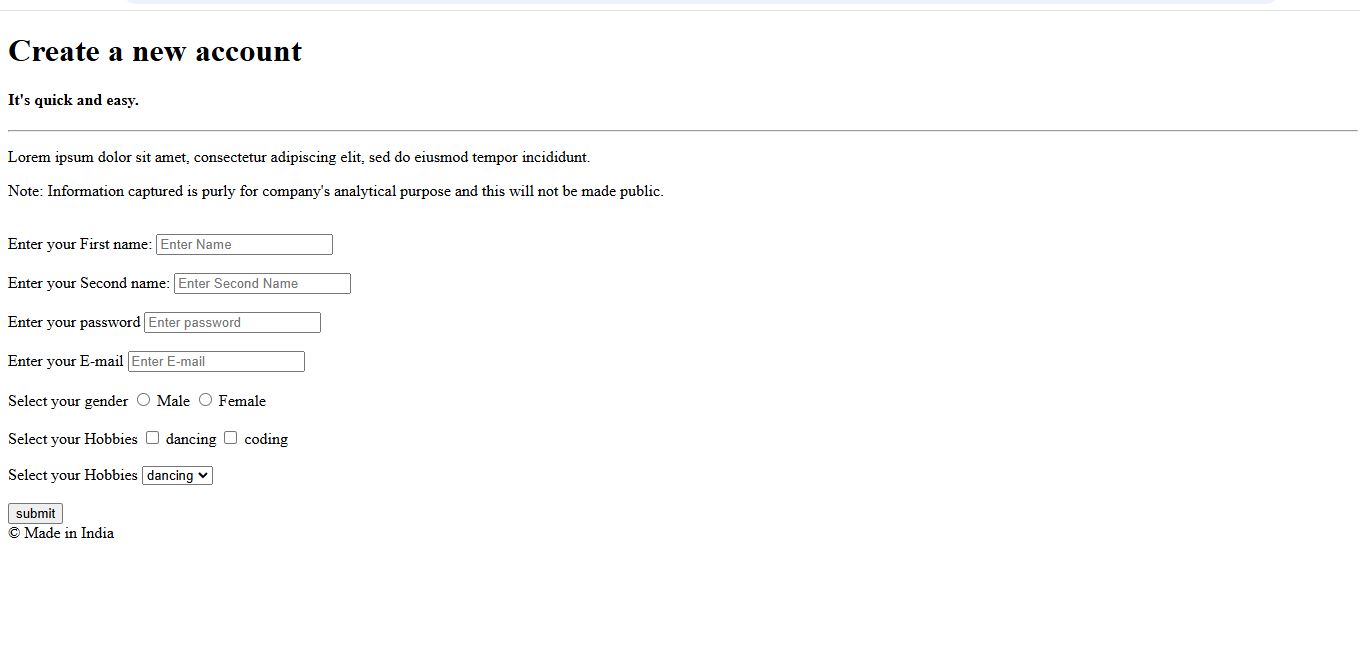 Create a new account
It's quick and easy.
Lorem ipsum dolor sit amet, consectetur adipiscing elit, sed do eiusmod tempor incididunt.
Note: Information captured is purly for company's analytical purpose and this will not be made public.
Enter your First name: Enter Name
Enter your Second name: Enter Second Name
Enter your password Enter password
Enter your E-mail Enter E-mail
Select your gender Male Female
Select your Hobbies dancing coding
Select your Hobbies dancing
submit
© Made in India